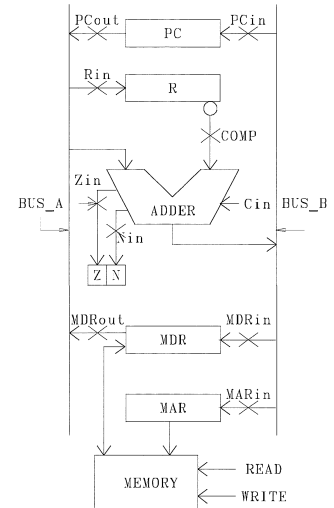 PCout PCin
PC
Rin
R
COMP
Zin
BUS_A ADDER Cin BUS_B
Nin
Z N
MDRout MDRin
MDR
MARin
MAR
READ
MEMORY
WRITE